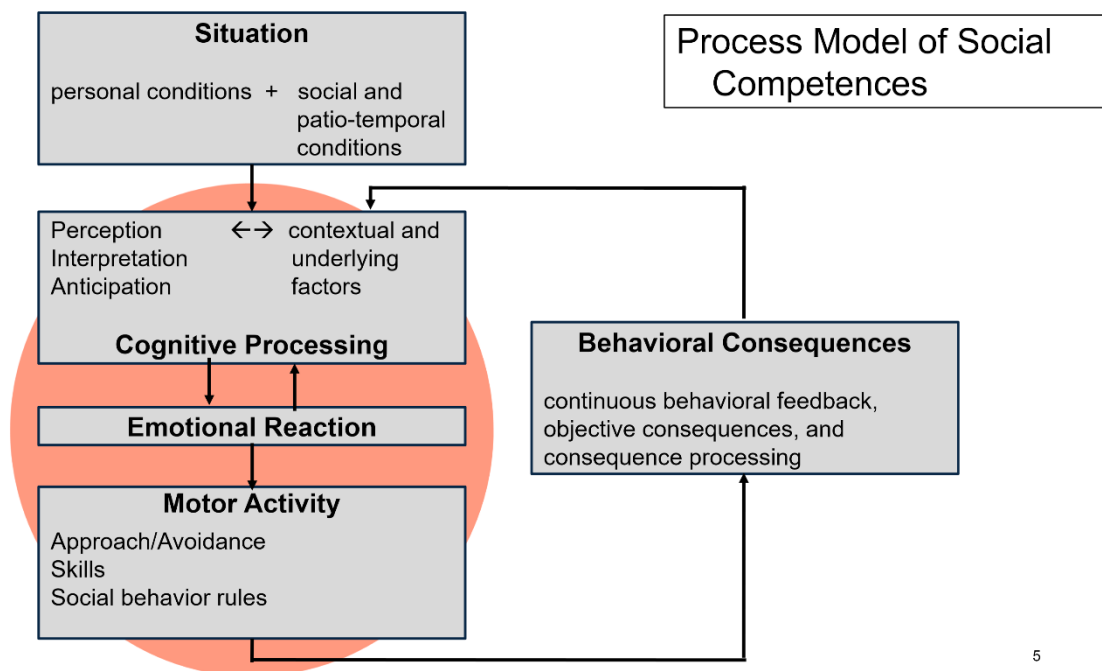 Process Model of Social
Competences
Situation
personal conditions + social and
patio-temporal
conditions
Perception ←→ contextual and
Interpretation underlying
Anticipation factors
Cognitive Processing
Emotional Reaction
Motor Activity
Approach/Avoidance
Skills
Social behavior rules
Behavioral Consequences
continuous behavioral feedback,
objective consequences, and
consequence processing
5